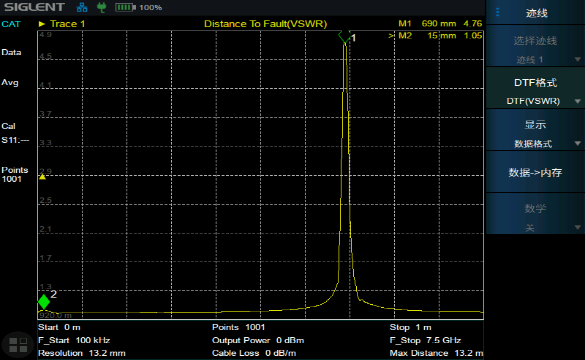 SIGLENT 100%
CAT ▶ Trace 1 Distance To Fault(VSWR) M1 690 mm 4.76
> M2 15 mm 1.05
Data
Avg
Cal
S11:---
Points
1001
4.9
4.5
4.1
3.7
3.3
2.9
2.5
2.1
1.7
1.3
1
2
Start 0 m Points 1001 Stop 1 m
F_Start 100 kHz Output Power 0 dBm F_Stop 7.5 GHz
Resolution 13.2 mm Cable Loss 0 dB/m Max Distance 13.2 m
迹线
选择迹线
迹线 1
DTF格式
DTF(VSWR)
显示
数据格式
数据->内存
数学
关